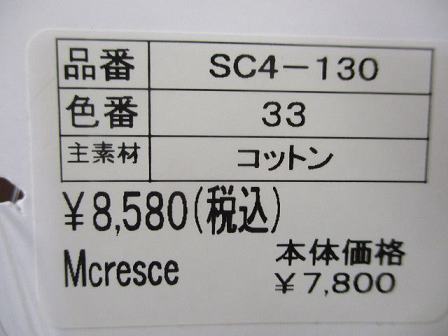 品番 SC4-130
色番 33
主素材 コットン
¥8,580(税込)
Mcresce 本体価格
¥7,800